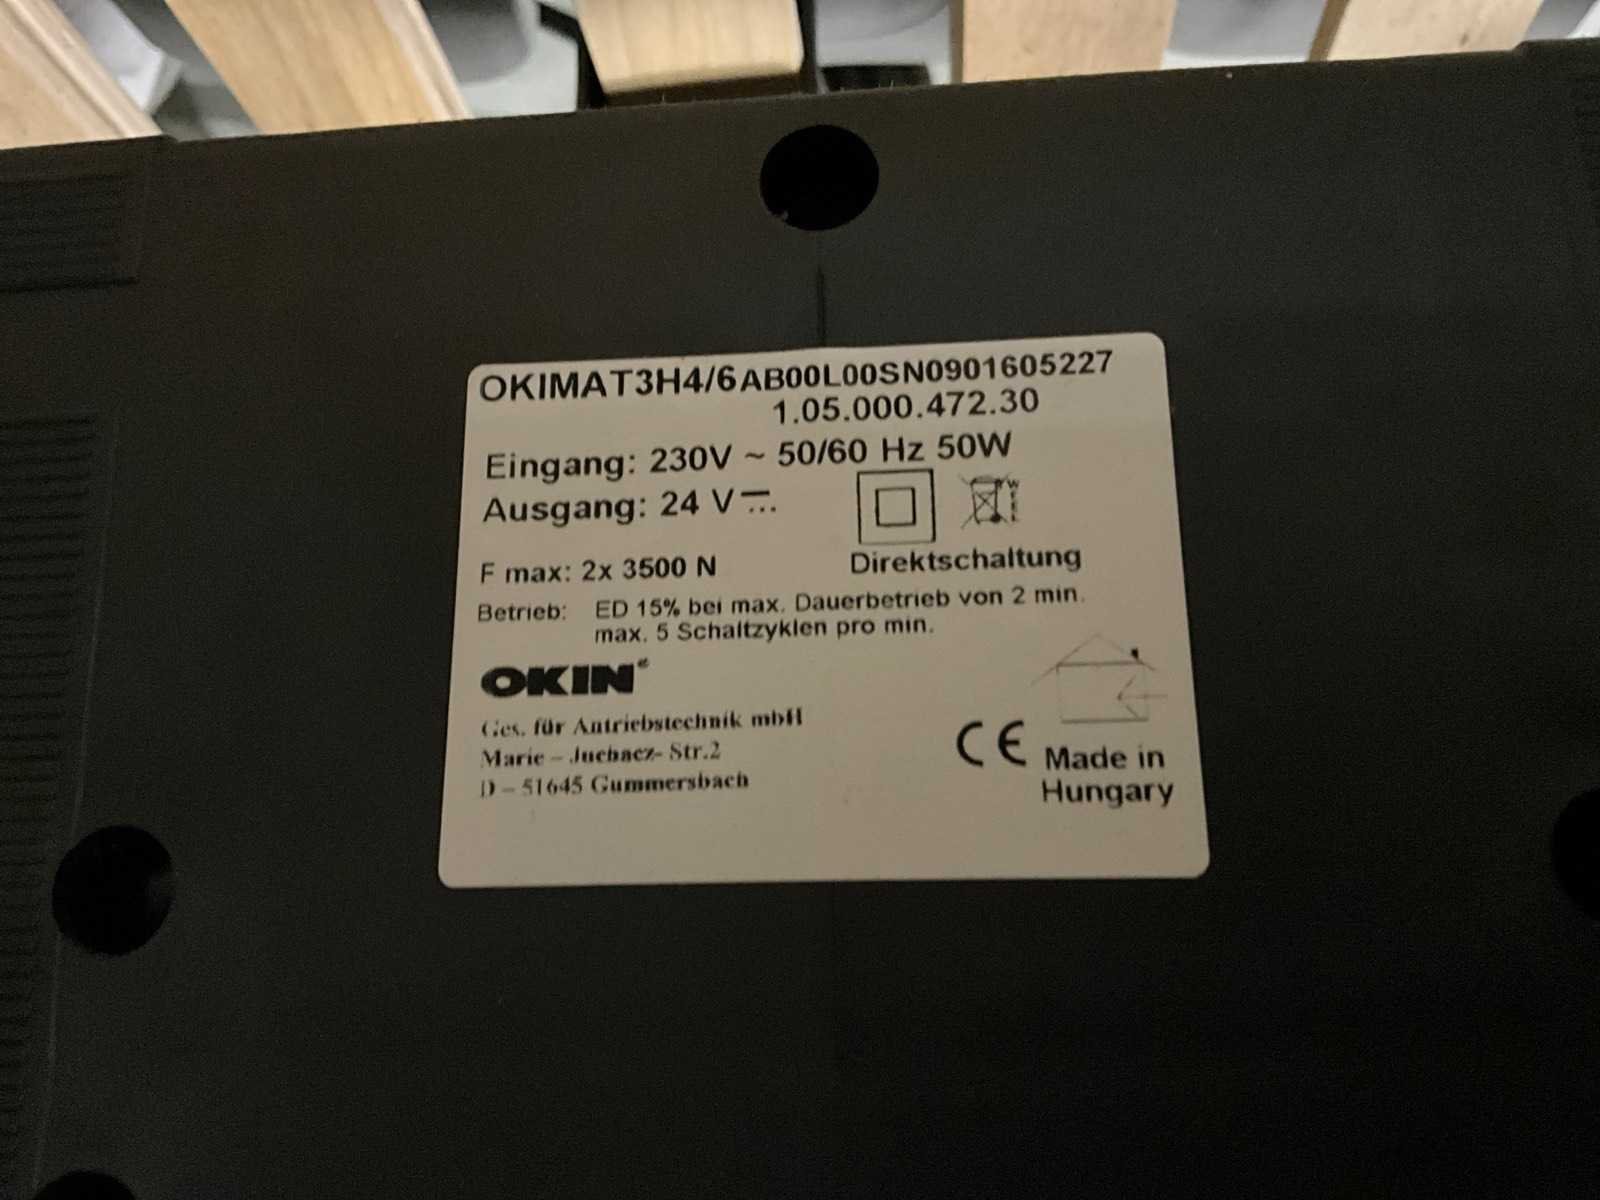 OKIMAT3H4/6AB00L00SN0901605227
1.05.000.472.30
Eingang: 230V ~ 50/60 Hz 50W
Ausgang: 24 V
F max: 2x 3500 N
Direktschaltung
Betrieb: ED 15% bei max. Dauerbetrieb von 2 min.
max. 5 Schaltzyklen pro min.
OKIN®
Ges. für Antriebstechnik mbH
Marie - Juchacz- Str.2
D - 51645 Gummersbach
CE
Made in
Hungary